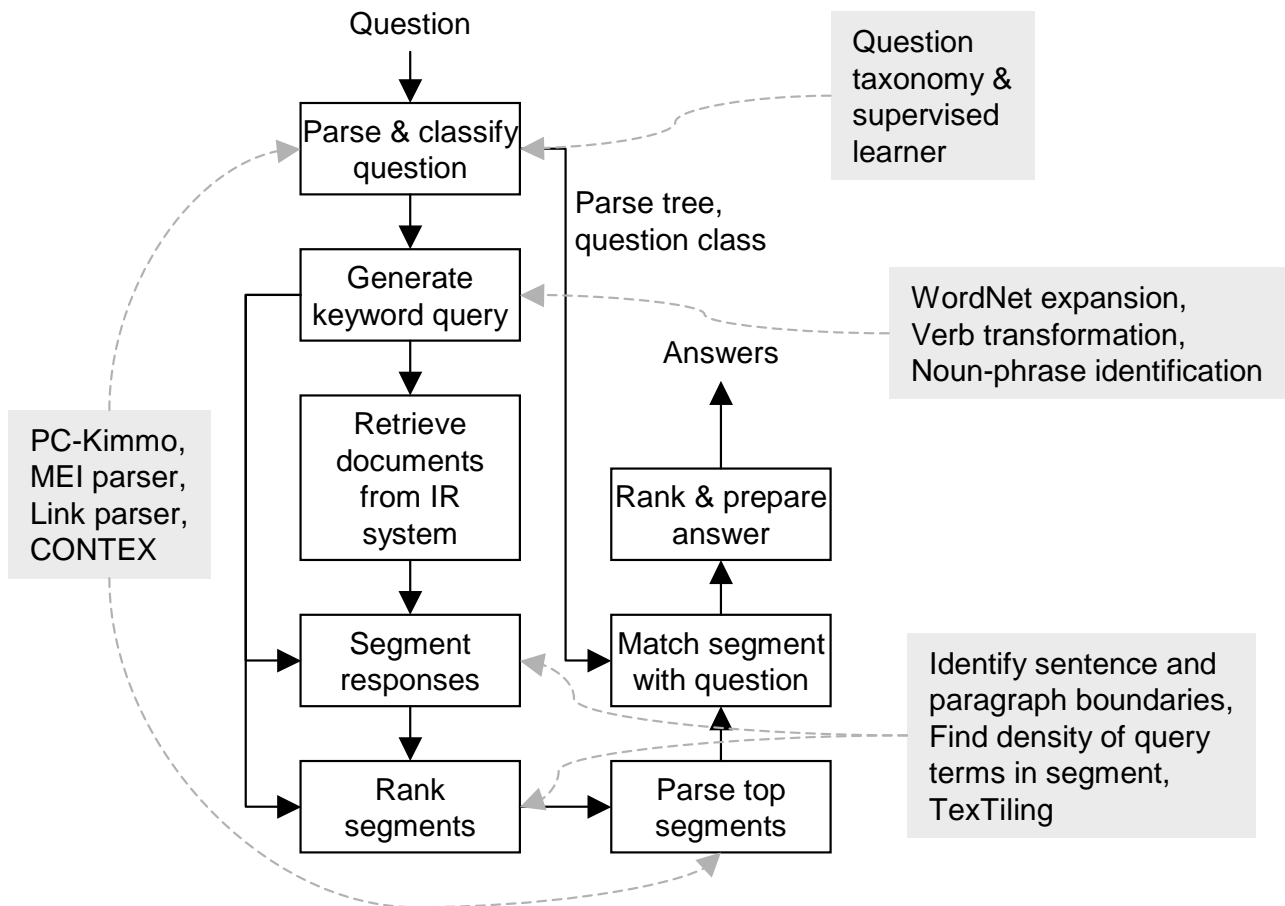 Question
Parse & classify
question
Question
taxonomy &
supervised
learner
Parse tree,
question class
Generate
keyword query
WordNet expansion,
Verb transformation,
Noun-phrase identification
Answers
Retrieve
documents
from IR
system
PC-Kimmo,
MEI parser,
Link parser,
CONTEX
Rank & prepare
answer
Segment
responses
Match segment
with question
Identify sentence and
paragraph boundaries,
Find density of query
terms in segment,
TexTiling
Rank
segments
Parse top
segments